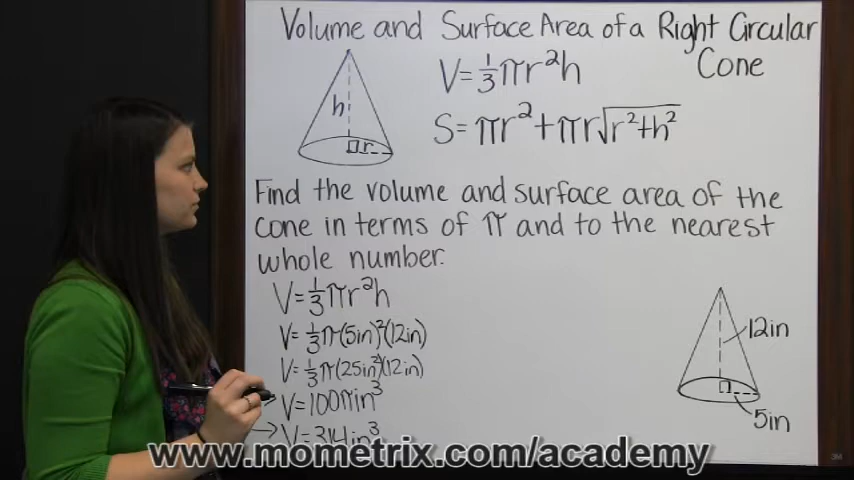 Volume and Surface Area of a Right Circular Cone
V=⅓πr²h
S=πr²+πr√r²+h²
h
r
Find the volume and surface area of the
cone in terms of π and to the nearest
whole number.
V=⅓πr²h
V=⅓π(5in)²(12in)
V=⅓π(25in²)(12in)
V=100πin³
→V=314in³
12in
5in
www.mometrix.com/academy
3M